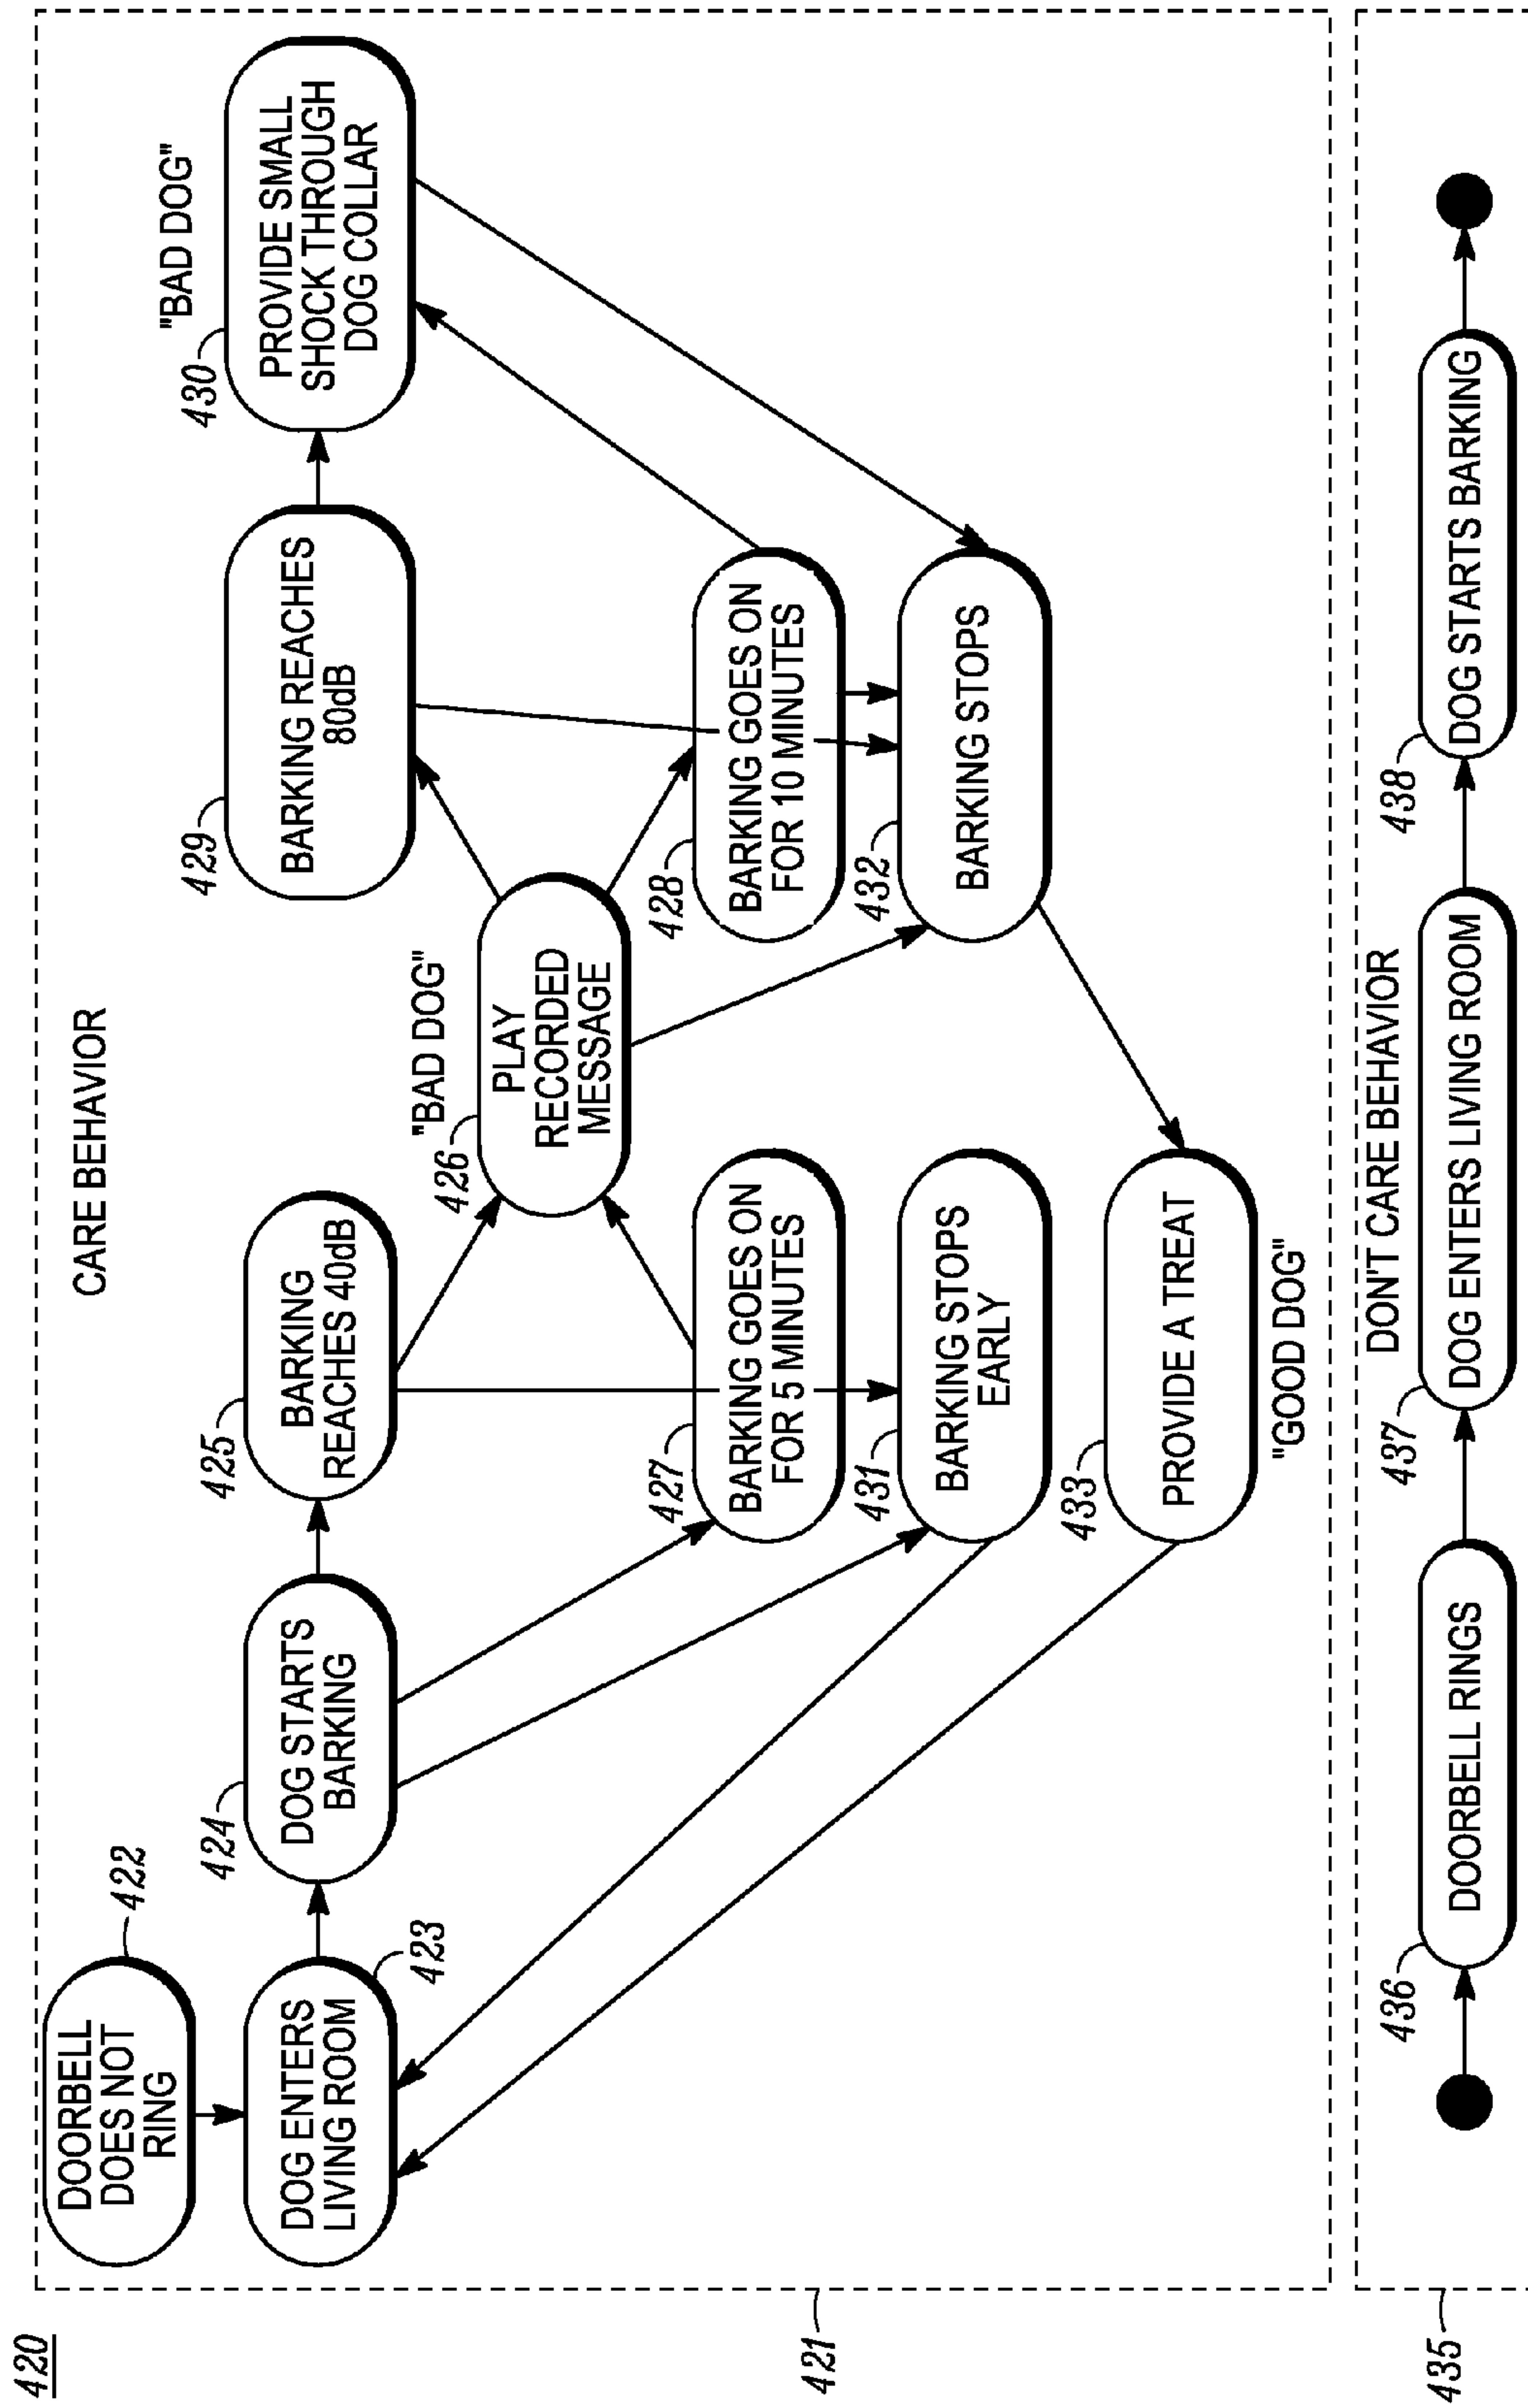 420
421
CARE BEHAVIOR
DOORBELL
DOES NOT
RING
422
DOG ENTERS
LIVING ROOM
423
424
DOG STARTS
BARKING
425
BARKING
REACHES 40dB
"BAD DOG"
426
PLAY
RECORDED
MESSAGE
427
BARKING GOES ON
FOR 5 MINUTES
428
BARKING GOES ON
FOR 10 MINUTES
429
BARKING REACHES
80dB
"BAD DOG"
430
PROVIDE SMALL
SHOCK THROUGH
DOG COLLAR
431
BARKING STOPS
EARLY
432
BARKING STOPS
433
PROVIDE A TREAT
"GOOD DOG"
435
DON'T CARE BEHAVIOR
436
DOORBELL RINGS
437
DOG ENTERS LIVING ROOM
438
DOG STARTS BARKING